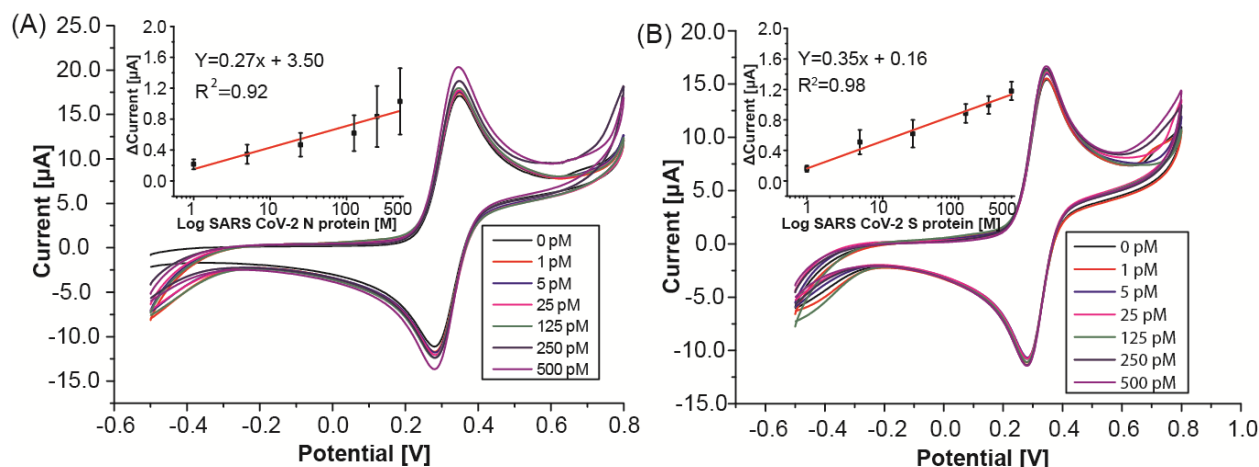 (A)
25.0
20.0
15.0
10.0
5.0
0.0
-5.0
-10.0
-15.0
Current [µA]
-0.6 -0.4 -0.2 0.0 0.2 0.4 0.6 0.8
Potential [V]
2.0
1.6
1.2
0.8
0.4
0.0
ΔCurrent [µA]
Y=0.27x + 3.50
R²=0.92
1 10 100 500
Log SARS CoV-2 N protein [M]
0 pM
1 pM
5 pM
25 pM
125 pM
250 pM
500 pM
(B)
20.0
15.0
10.0
5.0
0.0
-5.0
-10.0
-15.0
Current [µA]
-0.6 -0.4 -0.2 0.0 0.2 0.4 0.6 0.8 1.0
Potential [V]
2.0
1.6
1.2
0.8
0.4
0.0
ΔCurrent [µA]
Y=0.35x + 0.16
R²=0.98
1 10 100 500
Log SARS CoV-2 S protein [M]
0 pM
1 pM
5 pM
25 pM
125 pM
250 pM
500 pM